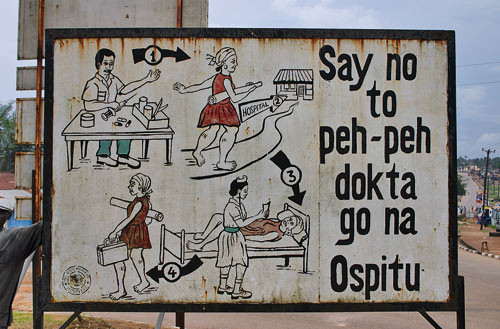 1
HOSPITAL
2
3
4
Say no
to
peh-peh
dokta
go na
Ospitu